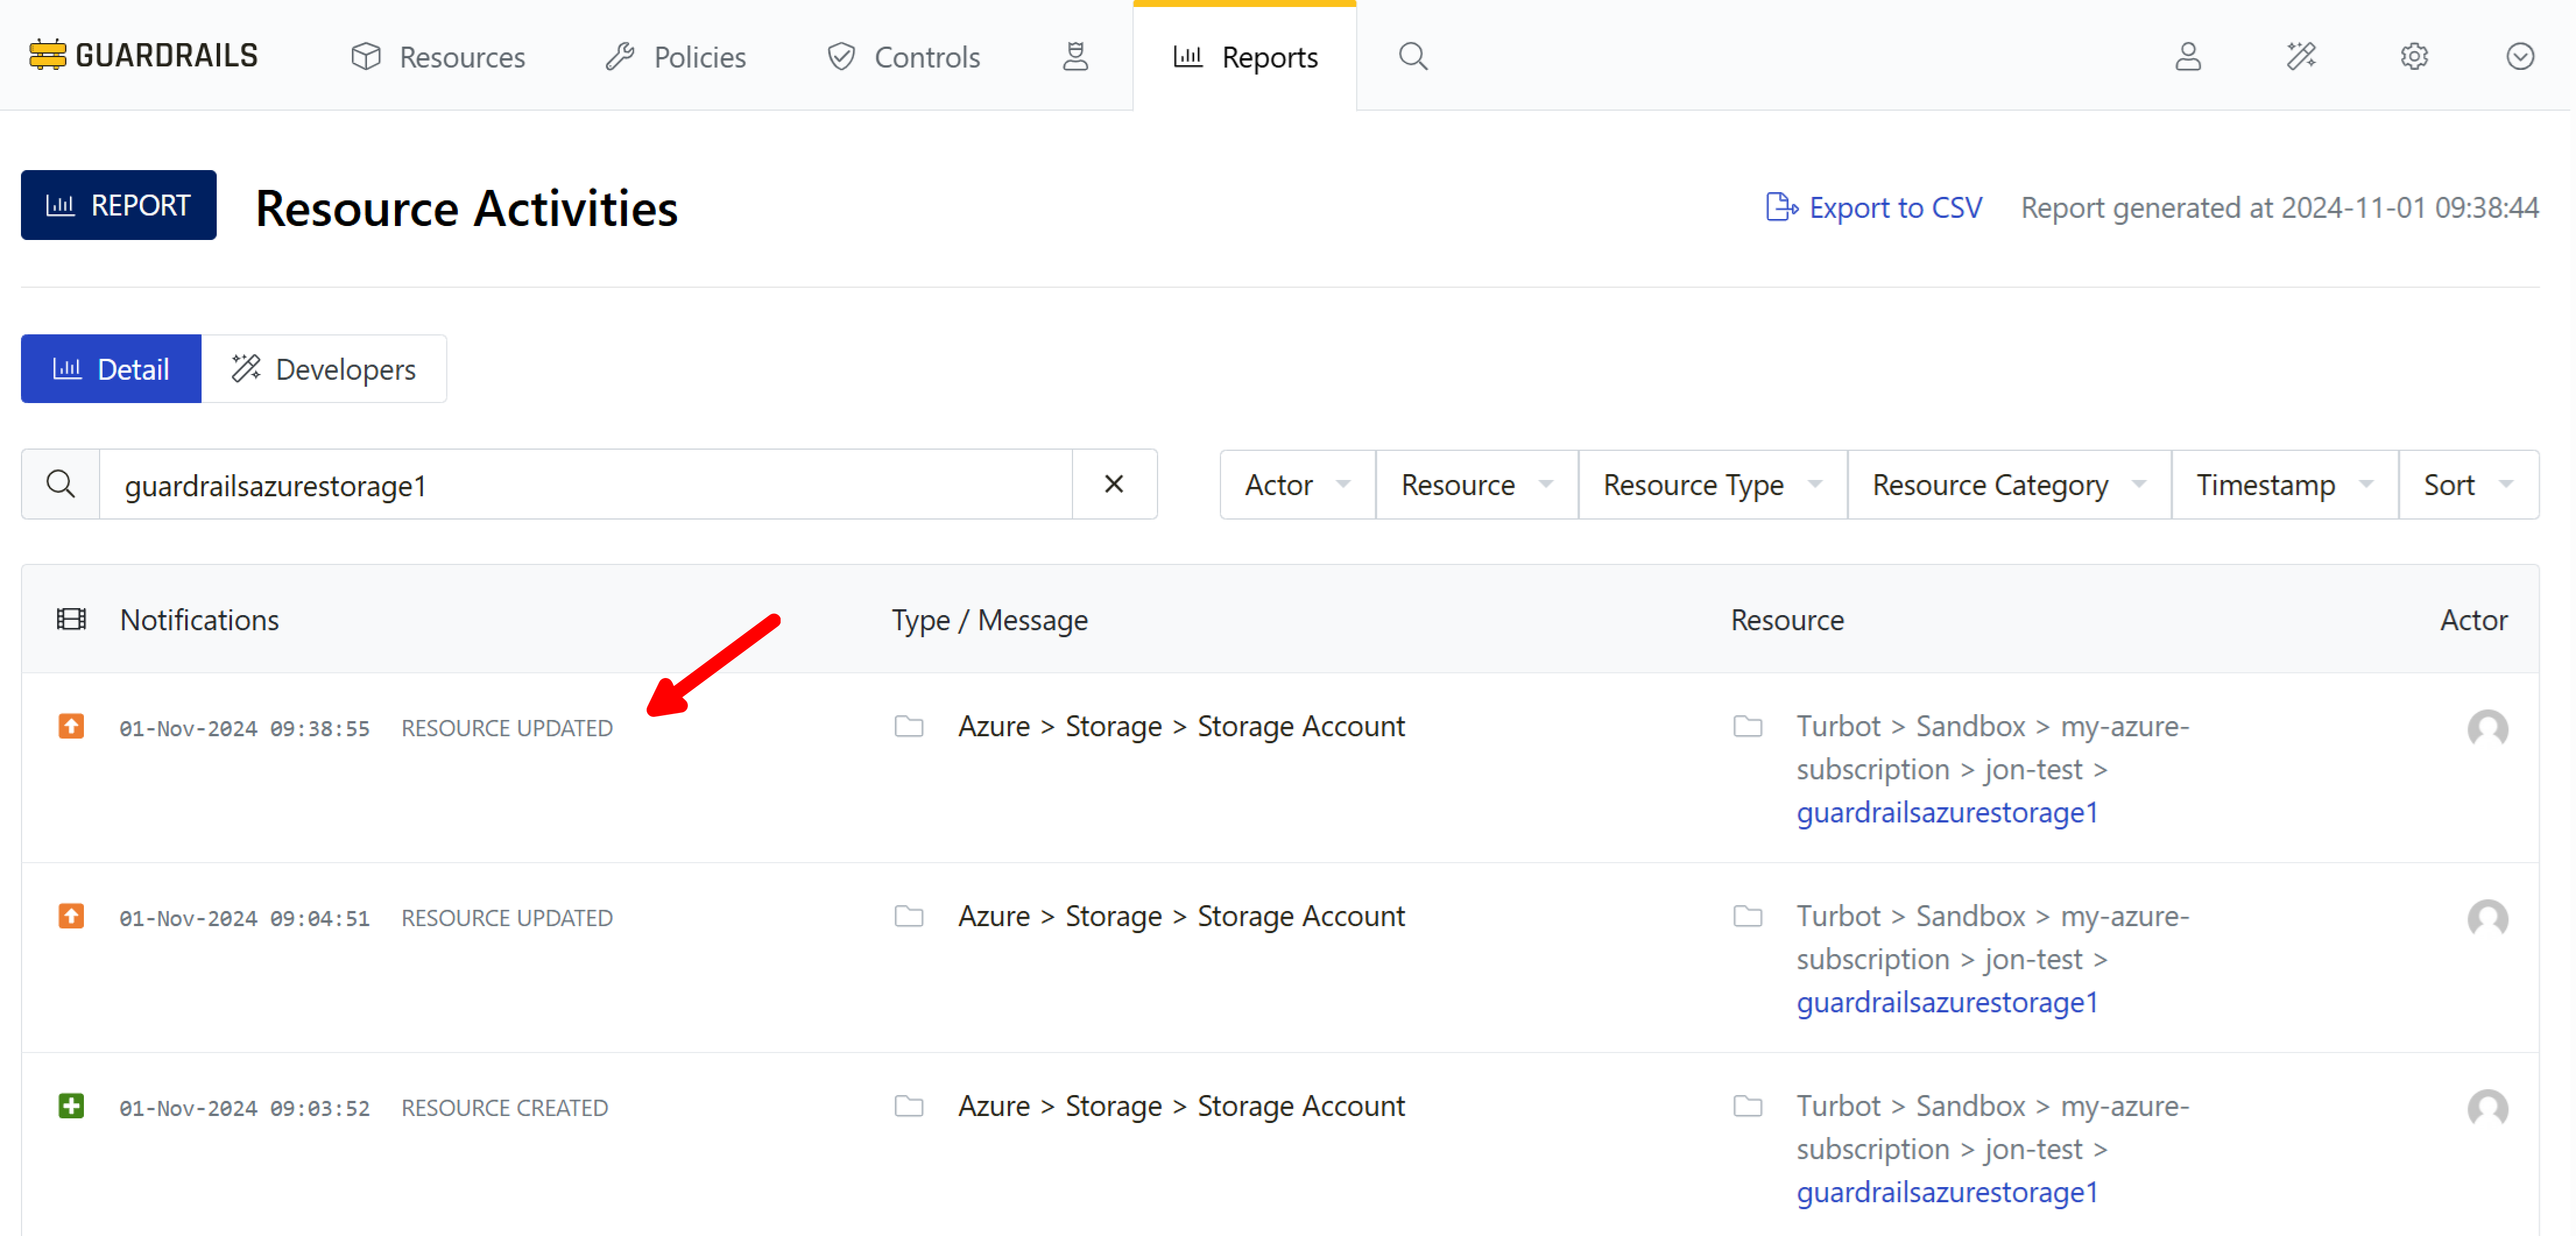 GUARDRAILS Resources Policies Controls Reports
REPORT Resource Activities Export to CSV Report generated at 2024-11-01 09:38:44
Detail Developers
guardrailsazurestorage1 Actor Resource Resource Type Resource Category Timestamp Sort
Notifications Type / Message Resource Actor
01-Nov-2024 09:38:55 RESOURCE UPDATED Azure > Storage > Storage Account Turbot > Sandbox > my-azure-
subscription > jon-test >
guardrailsazurestorage1
01-Nov-2024 09:04:51 RESOURCE UPDATED Azure > Storage > Storage Account Turbot > Sandbox > my-azure-
subscription > jon-test >
guardrailsazurestorage1
01-Nov-2024 09:03:52 RESOURCE CREATED Azure > Storage > Storage Account Turbot > Sandbox > my-azure-
subscription > jon-test >
guardrailsazurestorage1